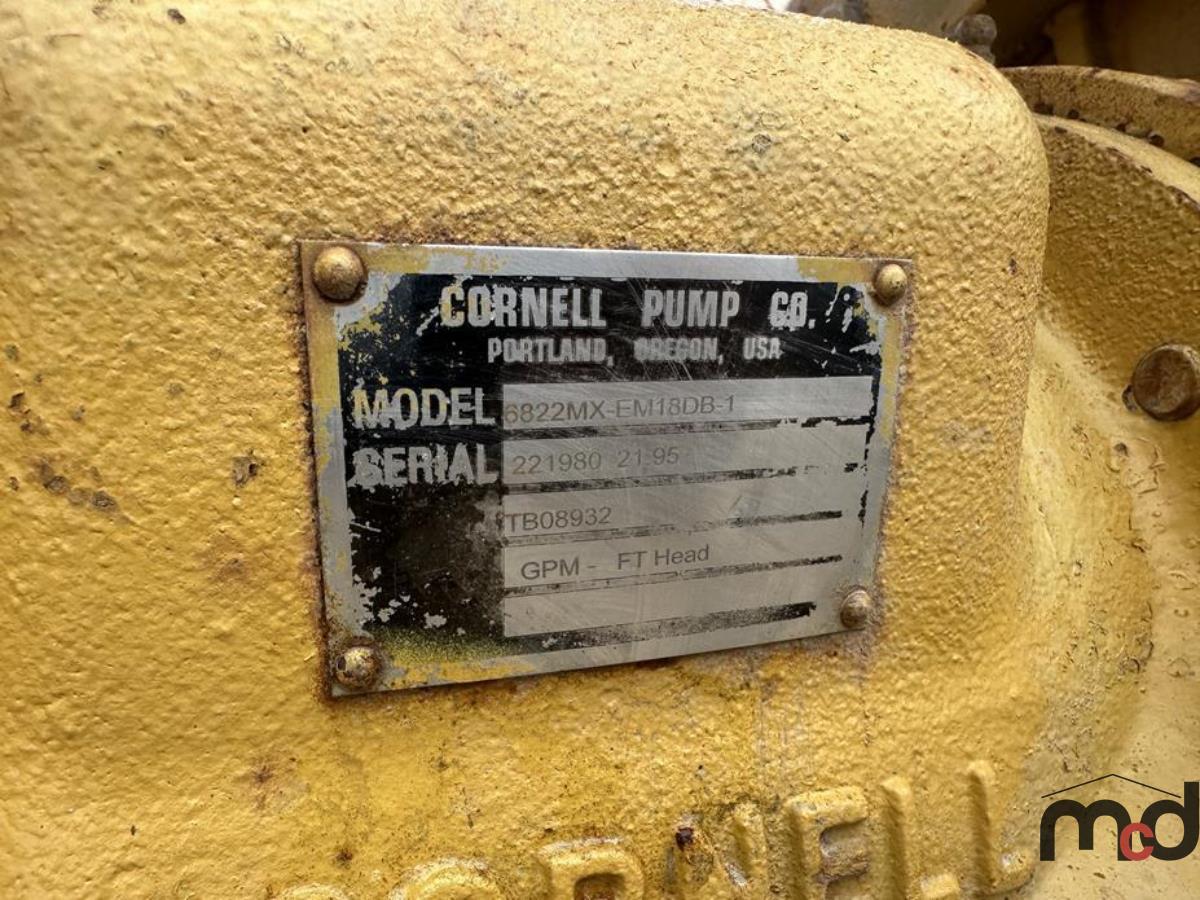 CORNELL PUMP CO.
PORTLAND, OREGON, USA
MODEL 6822MX-EM18DB-1
SERIAL 221980 21-95
TB08932
GPM - FT Head
CORNELL
mcd